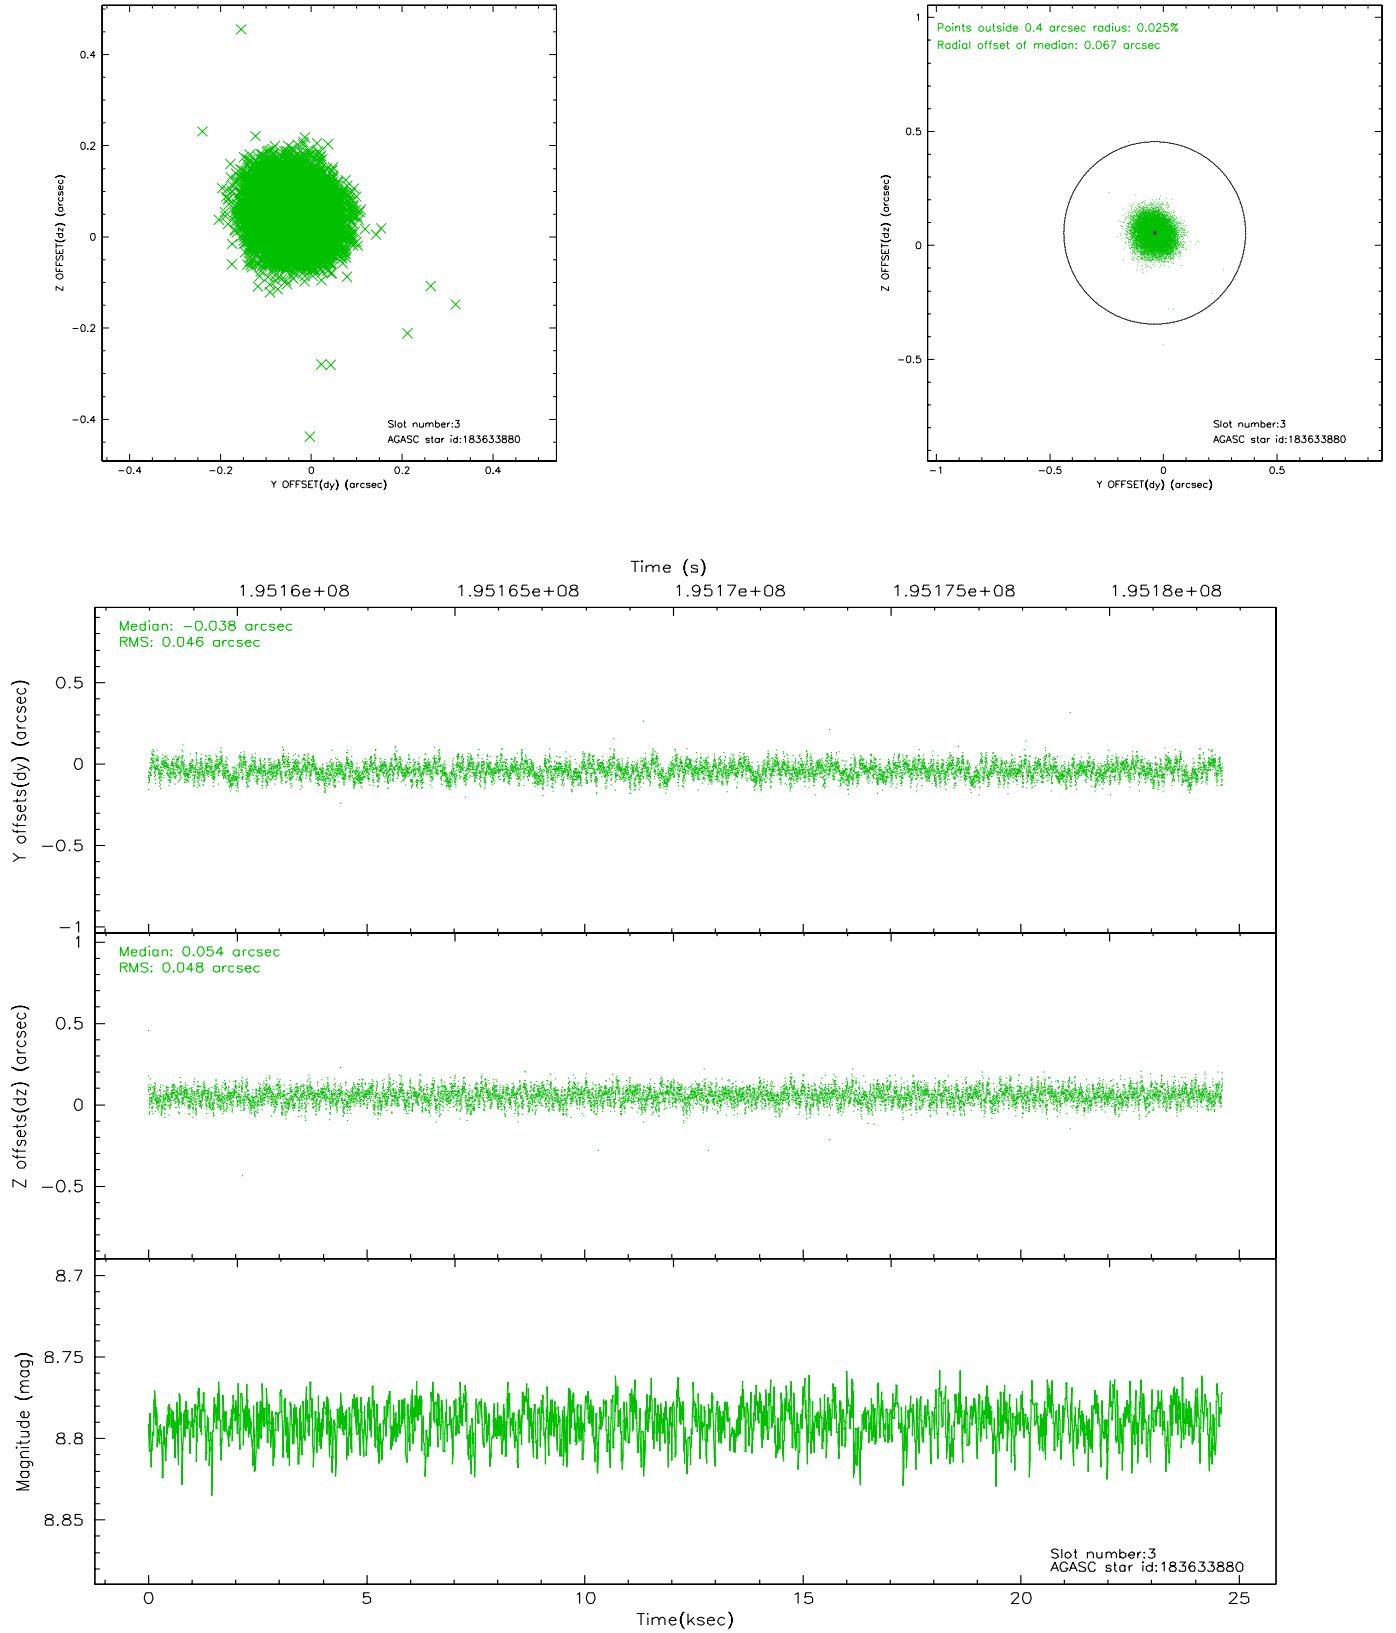 0.4
0.2
0
-0.2
-0.4
Z OFFSET(dz) (arcsec)
Slot number:3
AGASC star id:183633880
-0.4 -0.2 0 0.2 0.4
Y OFFSET(dy) (arcsec)
Points outside 0.4 arcsec radius: 0.025%
Radial offset of median: 0.067 arcsec
1
0.5
0
-0.5
Z OFFSET(dz) (arcsec)
Slot number:3
AGASC star id:183633880
-1 -0.5 0 0.5
Y OFFSET(dy) (arcsec)
Time (s)
1.9516e+08 1.95165e+08 1.9517e+08 1.95175e+08 1.9518e+08
Median: -0.038 arcsec
RMS: 0.046 arcsec
0.5
0
-0.5
-1
Y offsets(dy) (arcsec)
Median: 0.054 arcsec
RMS: 0.048 arcsec
1
0.5
0
-0.5
Z offsets(dz) (arcsec)
8.7
8.75
8.8
8.85
Magnitude (mag)
Slot number:3
AGASC star id:183633880
0 5 10 15 20 25
Time(ksec)